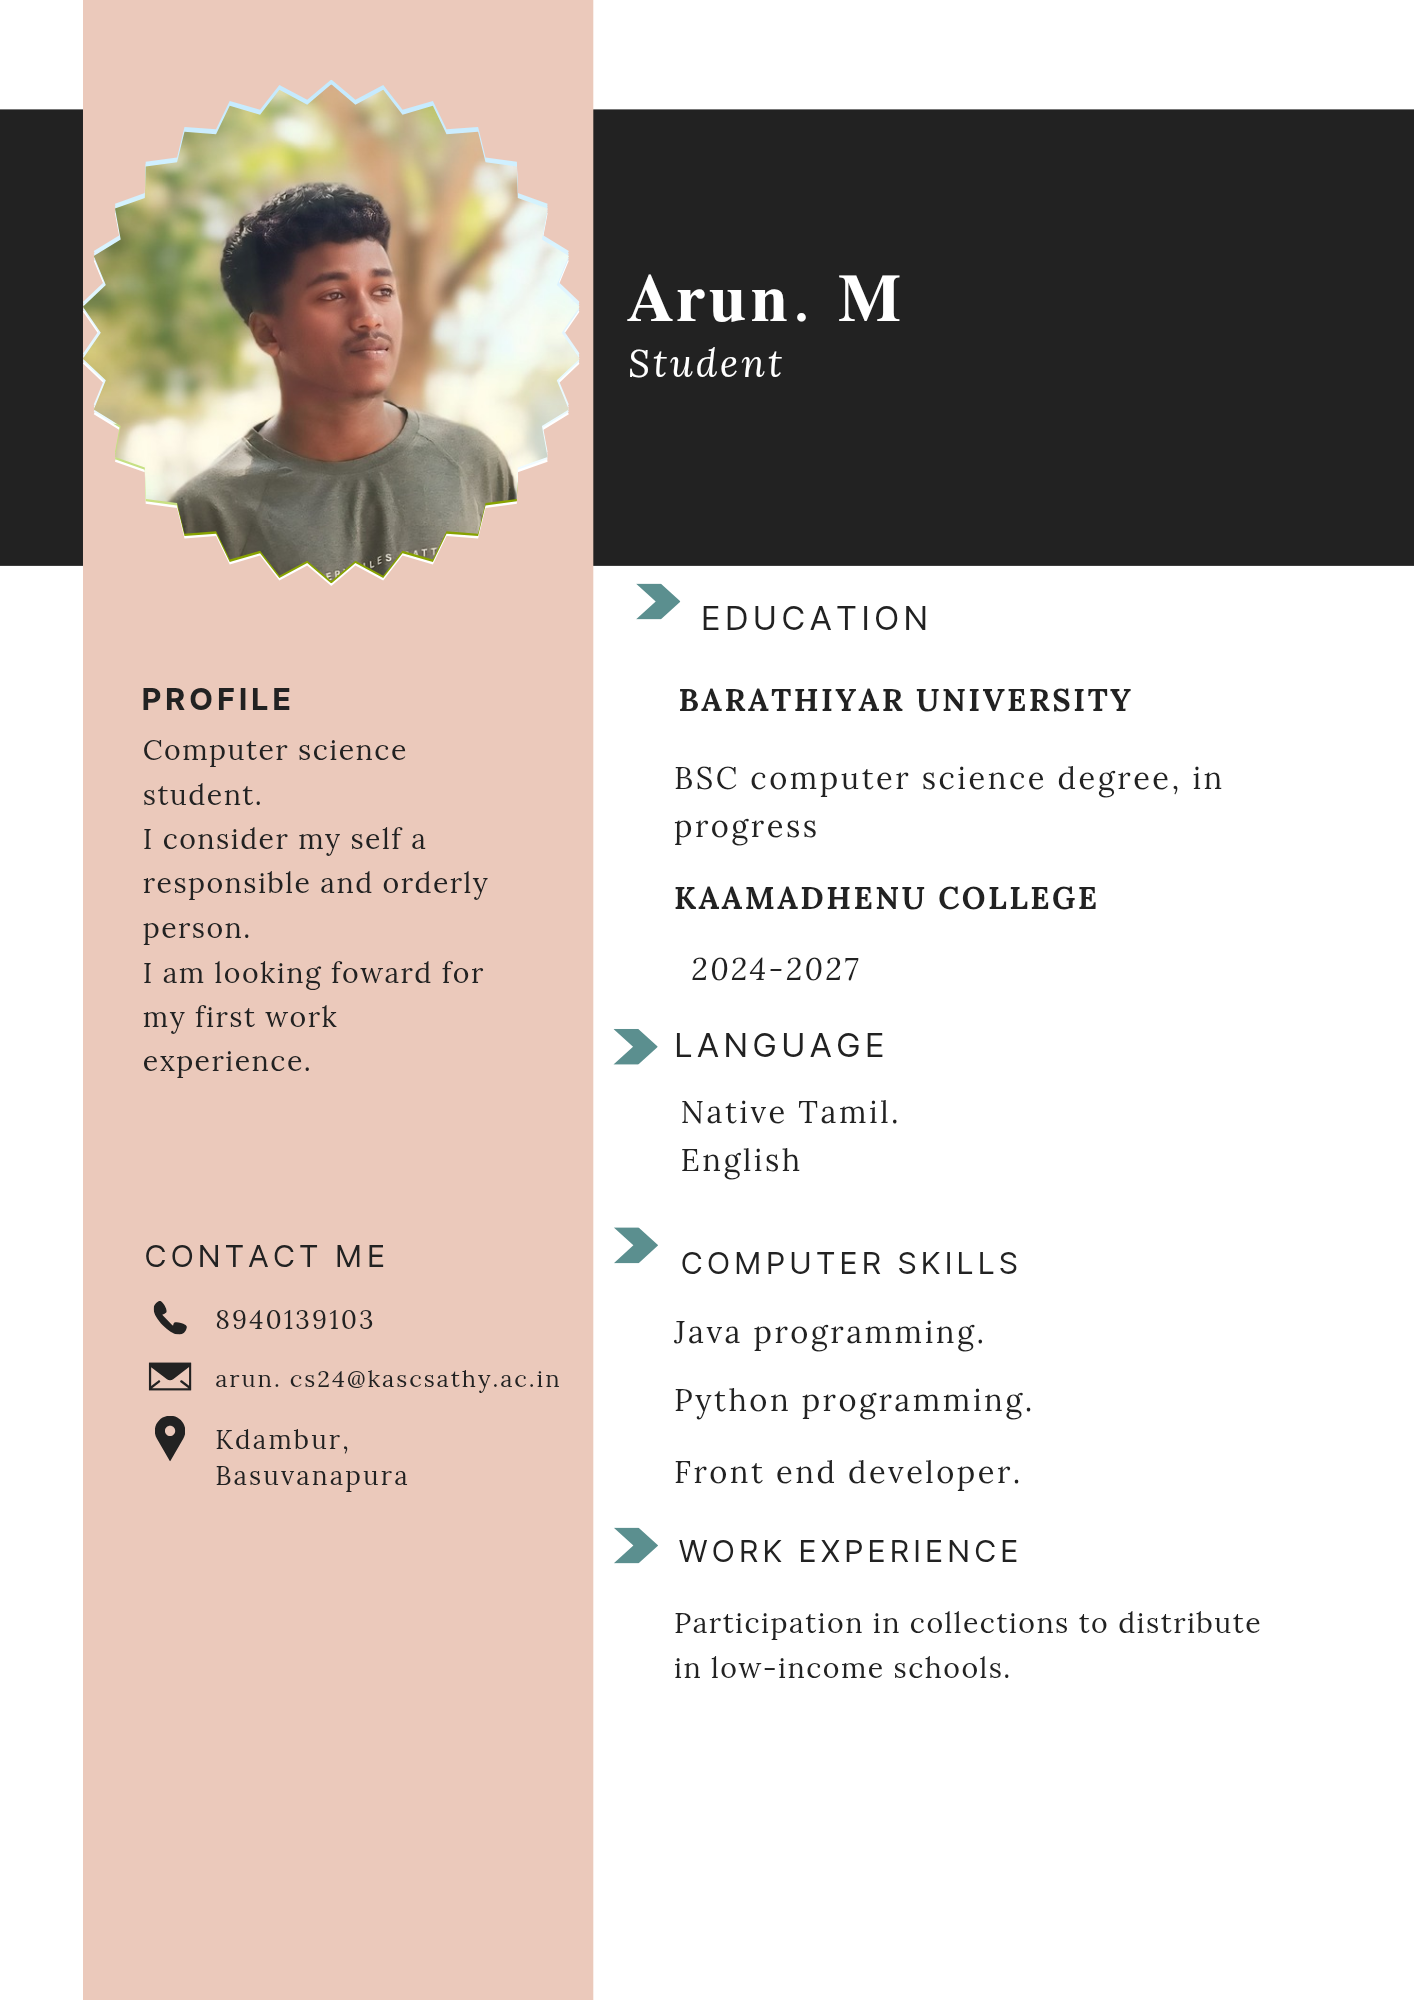 Arun. M
Student
PROFILE
Computer science
student.
I consider my self a
responsible and orderly
person.
I am looking foward for
my first work
experience.
CONTACT ME
8940139103
arun. cs24@kascsathy.ac.in
Kdambur,
Basuvanapura
EDUCATION
BARATHIYAR UNIVERSITY
BSC computer science degree, in
progress
KAAMADHENU COLLEGE
2024-2027
LANGUAGE
Native Tamil.
English
COMPUTER SKILLS
Java programming.
Python programming.
Front end developer.
WORK EXPERIENCE
Participation in collections to distribute
in low-income schools.